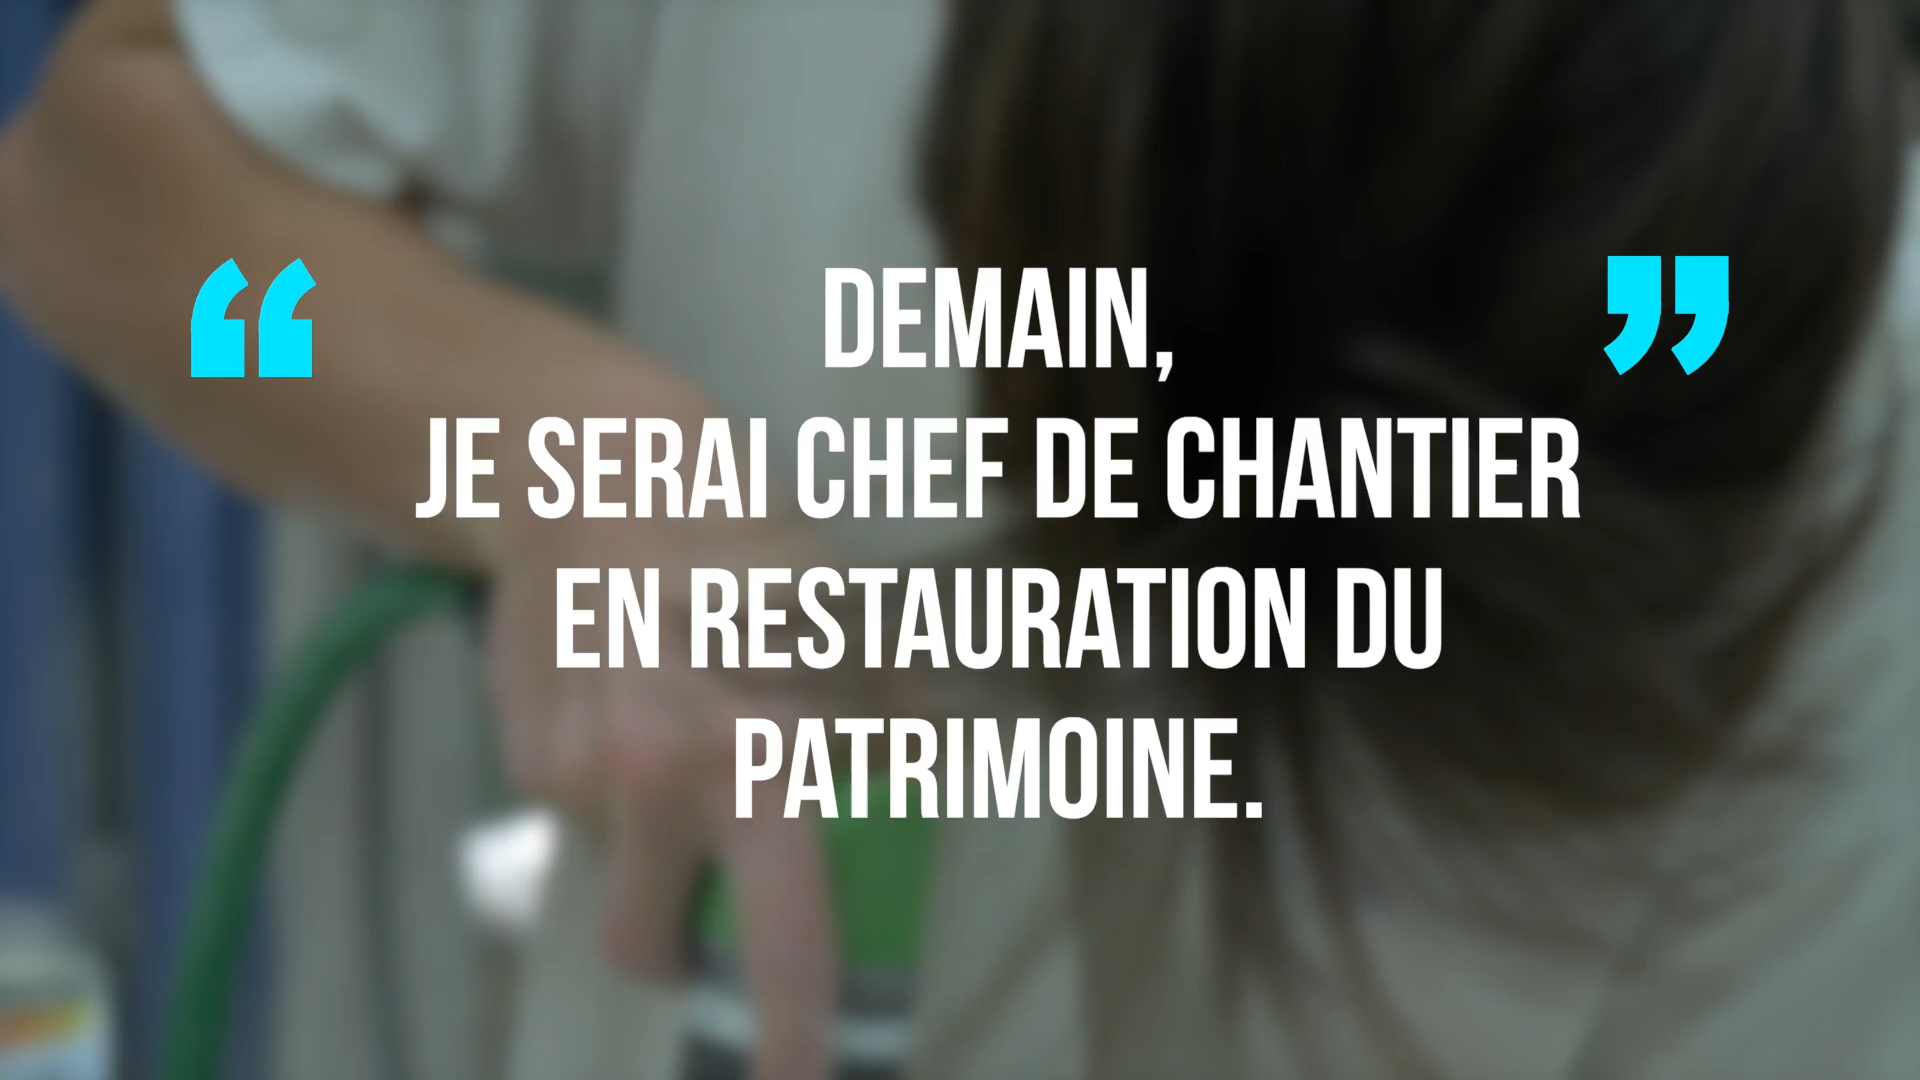 “ DEMAIN, ”
JE SERAI CHEF DE CHANTIER
EN RESTAURATION DU
PATRIMOINE.